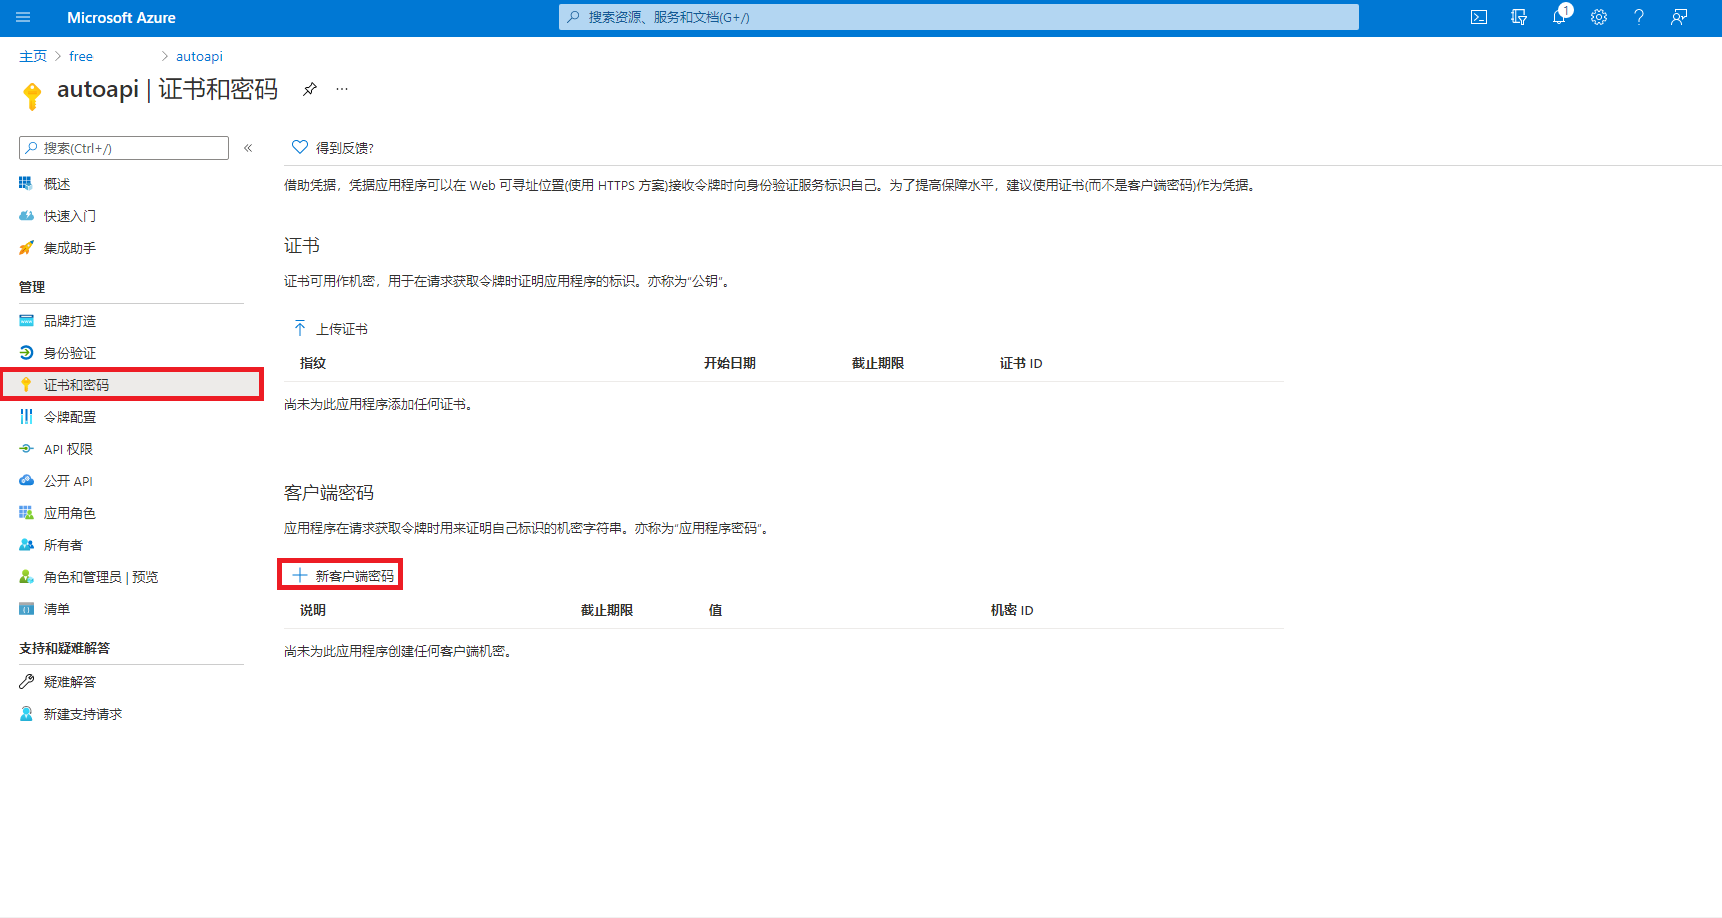 Microsoft Azure
搜索资源、服务和文档(G+/)
1
主页 > free > autoapi
autoapi | 证书和密码
搜索(Ctrl+/)
«
概述
快速入门
集成助手
管理
品牌打造
身份验证
证书和密码
令牌配置
API 权限
公开 API
应用角色
所有者
角色和管理员 | 预览
清单
支持和疑难解答
疑难解答
新建支持请求
得到反馈?
借助凭据，凭据应用程序可以在 Web 可寻址位置(使用 HTTPS 方案)接收令牌时向身份验证服务标识自己。为了提高保障水平，建议使用证书(而不是客户端密码)作为凭据。
证书
证书可用作机密，用于在请求获取令牌时证明应用程序的标识。亦称为"公钥"。
上传证书
指纹 开始日期 截止期限 证书 ID
尚未为此应用程序添加任何证书。
客户端密码
应用程序在请求获取令牌时用来证明自己标识的机密字符串。亦称为"应用程序密码"。
新客户端密码
说明 截止期限 值 机密 ID
尚未为此应用程序创建任何客户端机密。